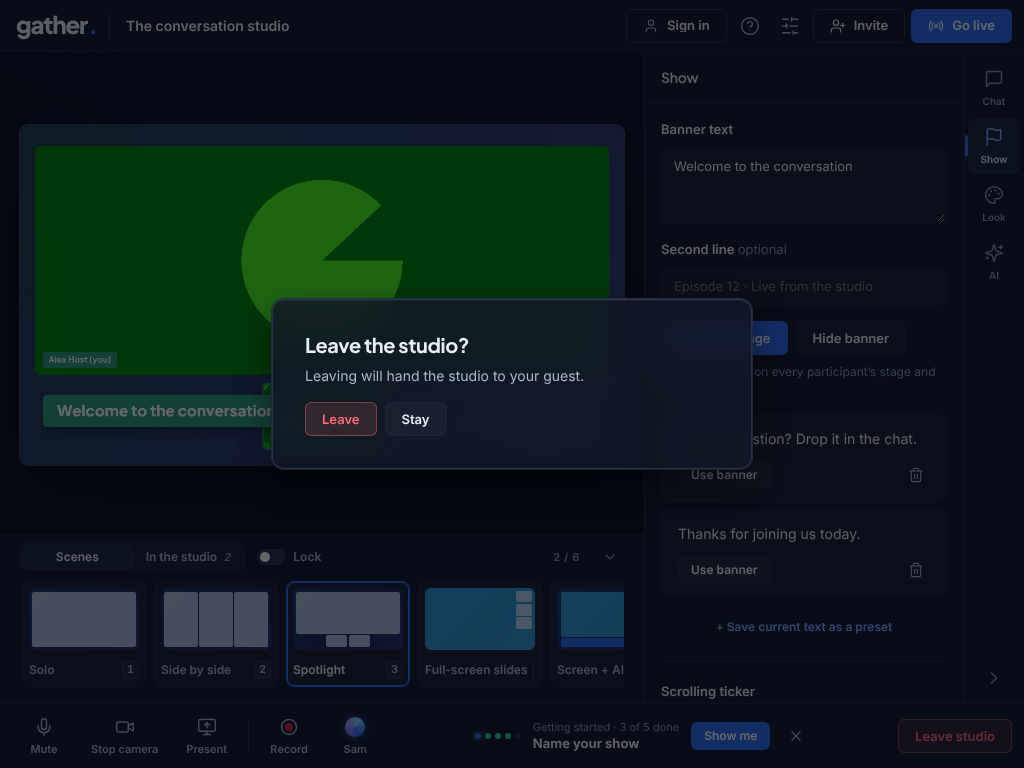 gather.
The conversation studio
Sign in
Invite
Go live
Show
Chat
Show
Look
AI
Banner text
Welcome to the conversation
Second line optional
Episode 12 · Live from the studio
Hide banner
on every participant's stage and
Alex Host (you)
Welcome to the conversation
Leave the studio?
Leaving will hand the studio to your guest.
Leave
Stay
Drop it in the chat.
Use banner
Thanks for joining us today.
Use banner
+ Save current text as a preset
Scrolling ticker
Scenes
In the studio 2
Lock
2 / 6
Solo
1
Side by side
2
Spotlight
3
Full-screen slides
Screen +
Mute
Stop camera
Present
Record
Sam
Getting started · 3 of 5 done
Name your show
Show me
Leave studio